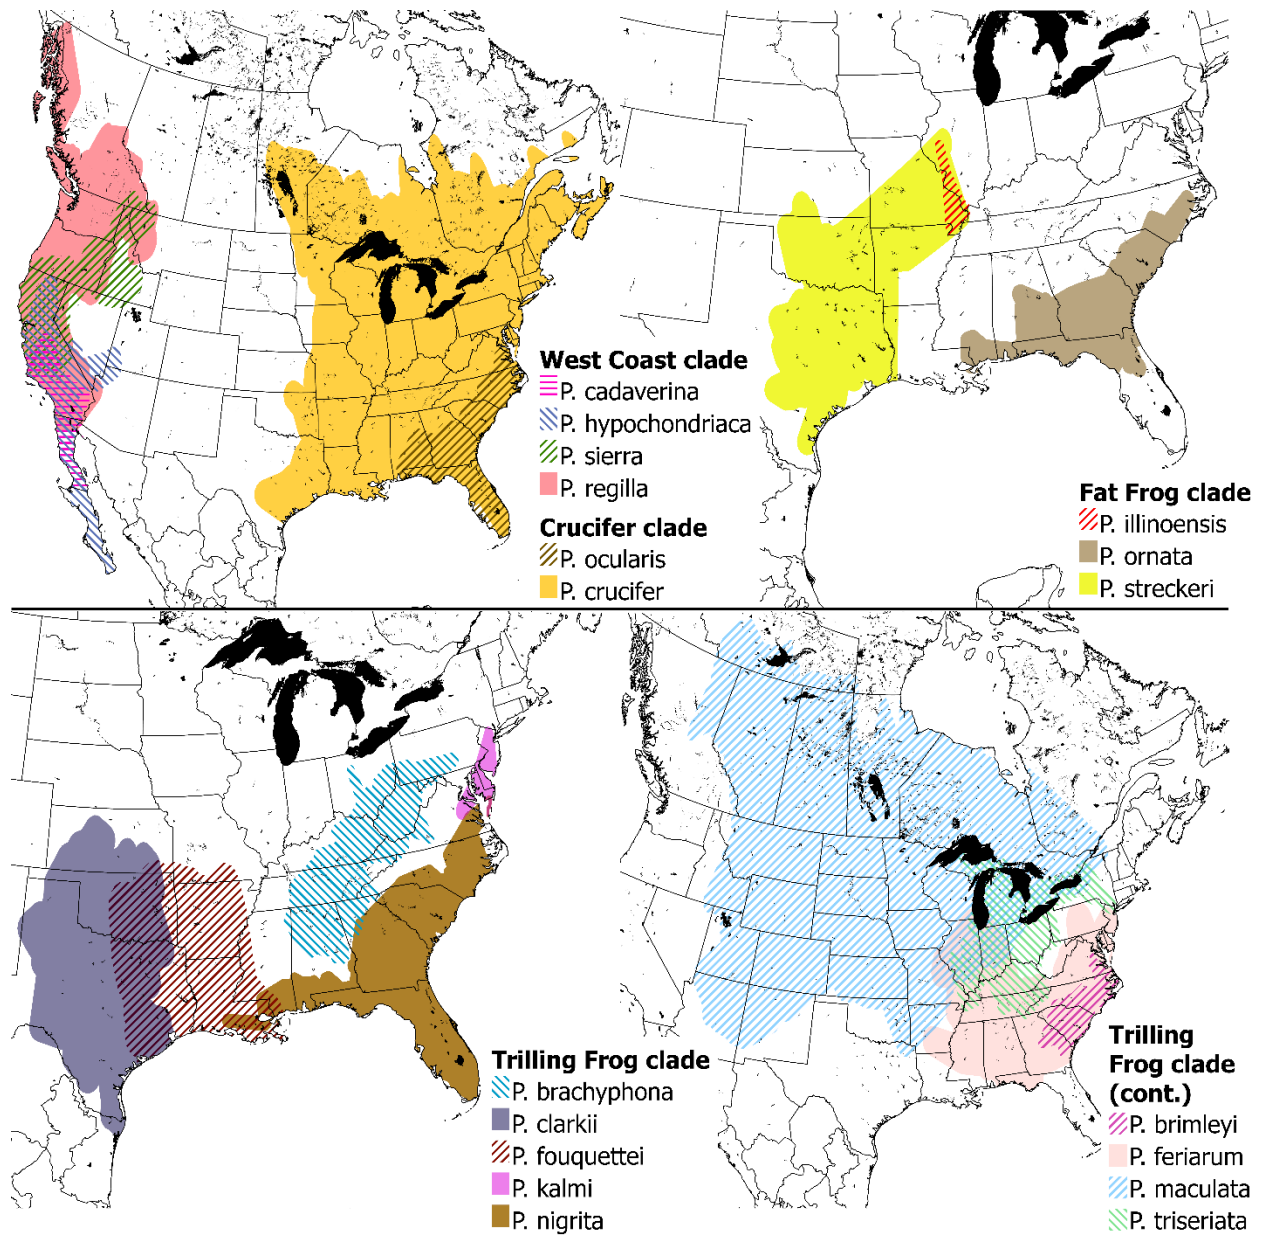 West Coast clade
P. cadaverina
P. hypochondriaca
P. sierra
P. regilla
Crucifer clade
P. ocularis
P. crucifer
Fat Frog clade
P. illinoensis
P. ornata
P. streckeri
Trilling Frog clade
P. brachyphona
P. clarkii
P. fouquettei
P. kalmi
P. nigrita
Trilling
Frog clade
(cont.)
P. brimleyi
P. feriarum
P. maculata
P. triseriata